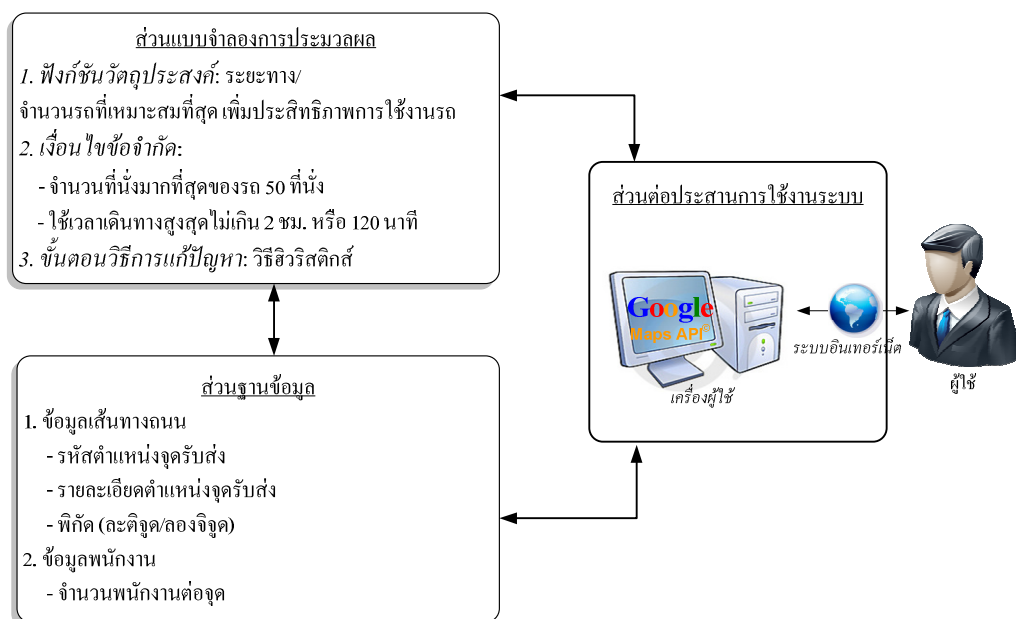 ส่วนแบบจำลองการประมวลผล
1. ฟังก์ชันวัตถุประสงค์: ระยะทาง/
จำนวนรถที่เหมาะสมที่สุด เพิ่มประสิทธิภาพการใช้งานรถ
2. เงื่อนไขข้อจำกัด:
- จำนวนที่นั่งมากที่สุดของรถ 50 ที่นั่ง
- ใช้เวลาเดินทางสูงสุดไม่เกิน 2 ชม. หรือ 120 นาที
3. ขั้นตอนวิธีการแก้ปัญหา: วิธีฮิวริสติกส์
ส่วนฐานข้อมูล
1. ข้อมูลเส้นทางถนน
- รหัสตำแหน่งจุดรับส่ง
- รายละเอียดตำแหน่งจุดรับส่ง
- พิกัด (ละติจูด/ลองจิจูด)
2. ข้อมูลพนักงาน
- จำนวนพนักงานต่อจุด
ส่วนต่อประสานการใช้งานระบบ
Google
Maps API©
เครื่องผู้ใช้
ระบบอินเทอร์เน็ต
ผู้ใช้